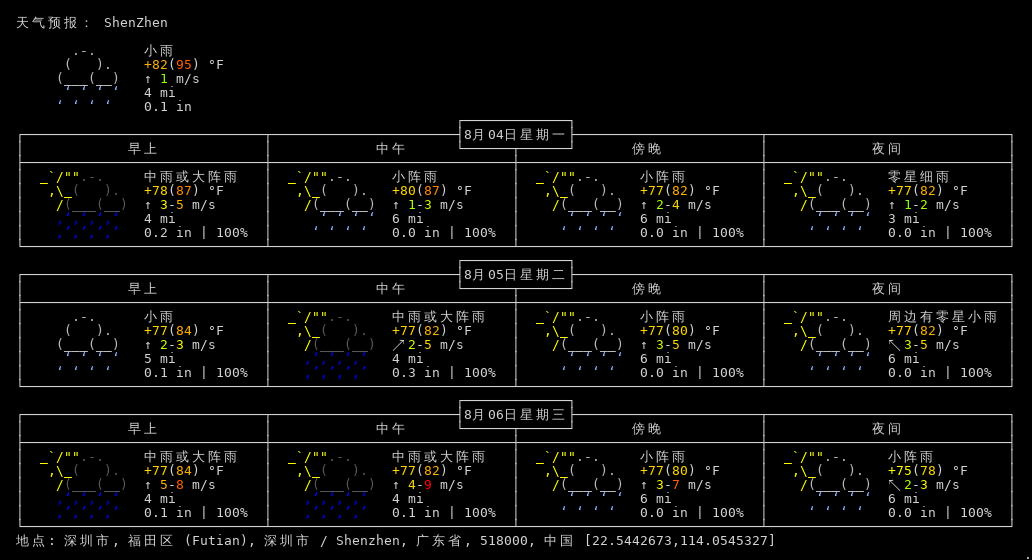 天气预报： ShenZhen
小雨
+82(95) °F
↑ 1 m/s
4 mi
0.1 in
8月04日星期一
早上 中午 傍晚 夜间
中雨或大阵雨 小阵雨 小阵雨 零星细雨
+78(87) °F +80(87) °F +77(82) °F +77(82) °F
↑ 3-5 m/s ↑ 1-3 m/s ↑ 2-4 m/s ↑ 1-2 m/s
4 mi 6 mi 6 mi 3 mi
0.2 in | 100% 0.0 in | 100% 0.0 in | 100% 0.0 in | 100%
8月05日星期二
早上 中午 傍晚 夜间
小雨 中雨或大阵雨 小阵雨 周边有零星小雨
+77(84) °F +77(82) °F +77(80) °F +77(82) °F
↑ 2-3 m/s ↗ 2-5 m/s ↑ 3-5 m/s ↖ 3-5 m/s
5 mi 4 mi 6 mi 6 mi
0.1 in | 100% 0.3 in | 100% 0.0 in | 100% 0.0 in | 100%
8月06日星期三
早上 中午 傍晚 夜间
中雨或大阵雨 中雨或大阵雨 小阵雨 小阵雨
+77(84) °F +77(82) °F +77(80) °F +75(78) °F
↑ 5-8 m/s ↑ 4-9 m/s ↑ 3-7 m/s ↖ 2-3 m/s
4 mi 4 mi 6 mi 6 mi
0.1 in | 100% 0.1 in | 100% 0.0 in | 100% 0.0 in | 100%
地点: 深圳市, 福田区 (Futian), 深圳市 / Shenzhen, 广东省, 518000, 中国 [22.5442673,114.0545327]